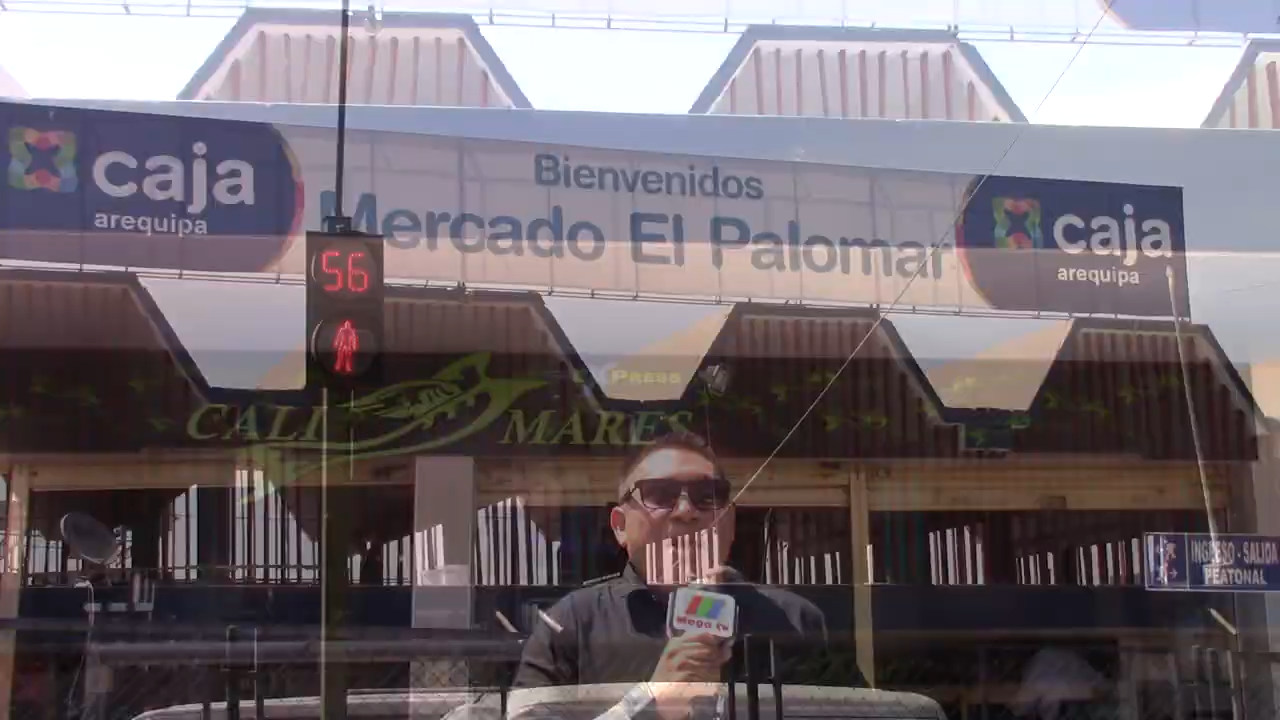 caja
arequipa
Bienvenidos
Mercado El Palomar
caja
arequipa
56
PRESS
CALI MARES
INGRESO - SALIDA
PEATONAL
Mega tv